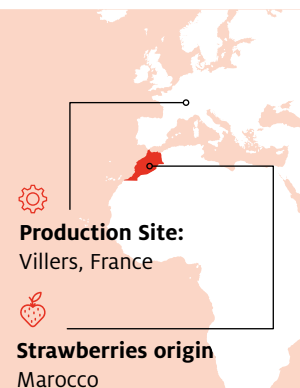 Production Site:
Villers, France
Strawberries origin
Marocco